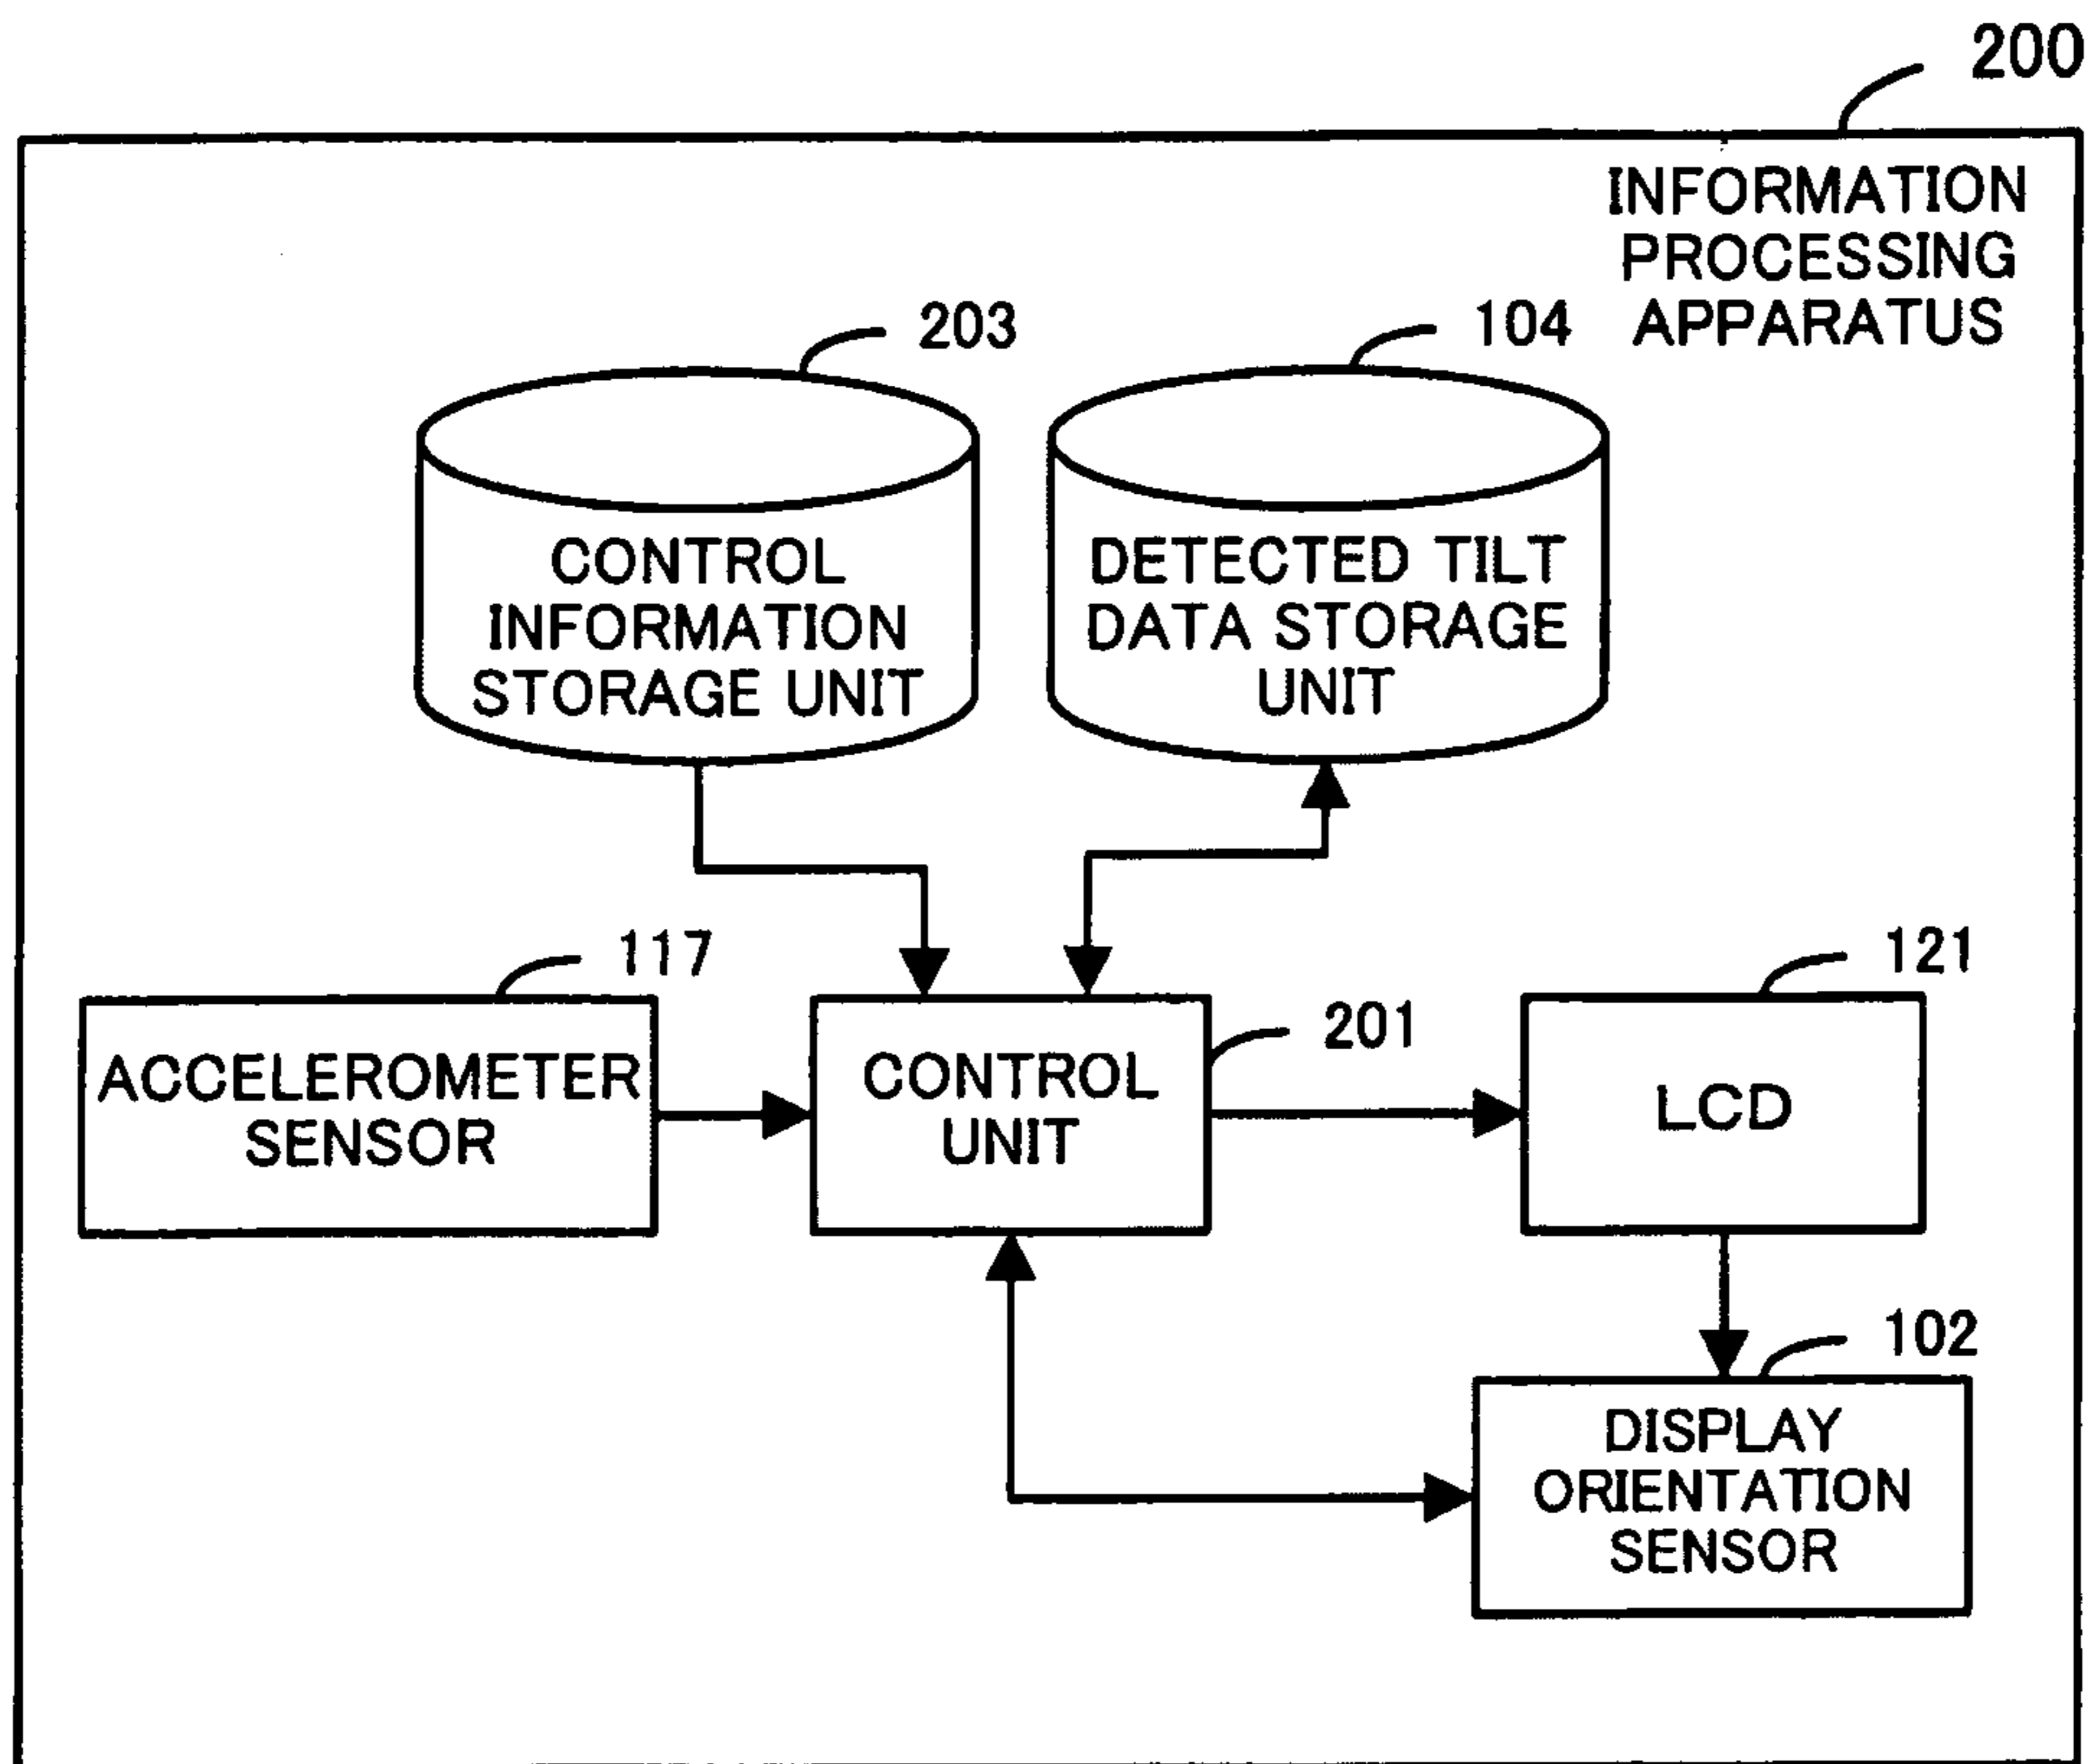 200
INFORMATION
PROCESSING
APPARATUS
203
104
CONTROL
INFORMATION
STORAGE UNIT
DETECTED TILT
DATA STORAGE
UNIT
117
ACCELEROMETER
SENSOR
201
CONTROL
UNIT
121
LCD
102
DISPLAY
ORIENTATION
SENSOR